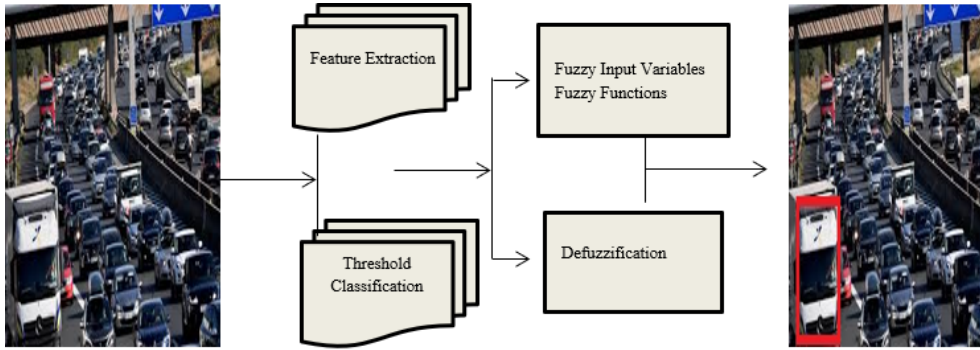 Feature Extraction
Fuzzy Input Variables
Fuzzy Functions
Threshold
Classification
Defuzzification